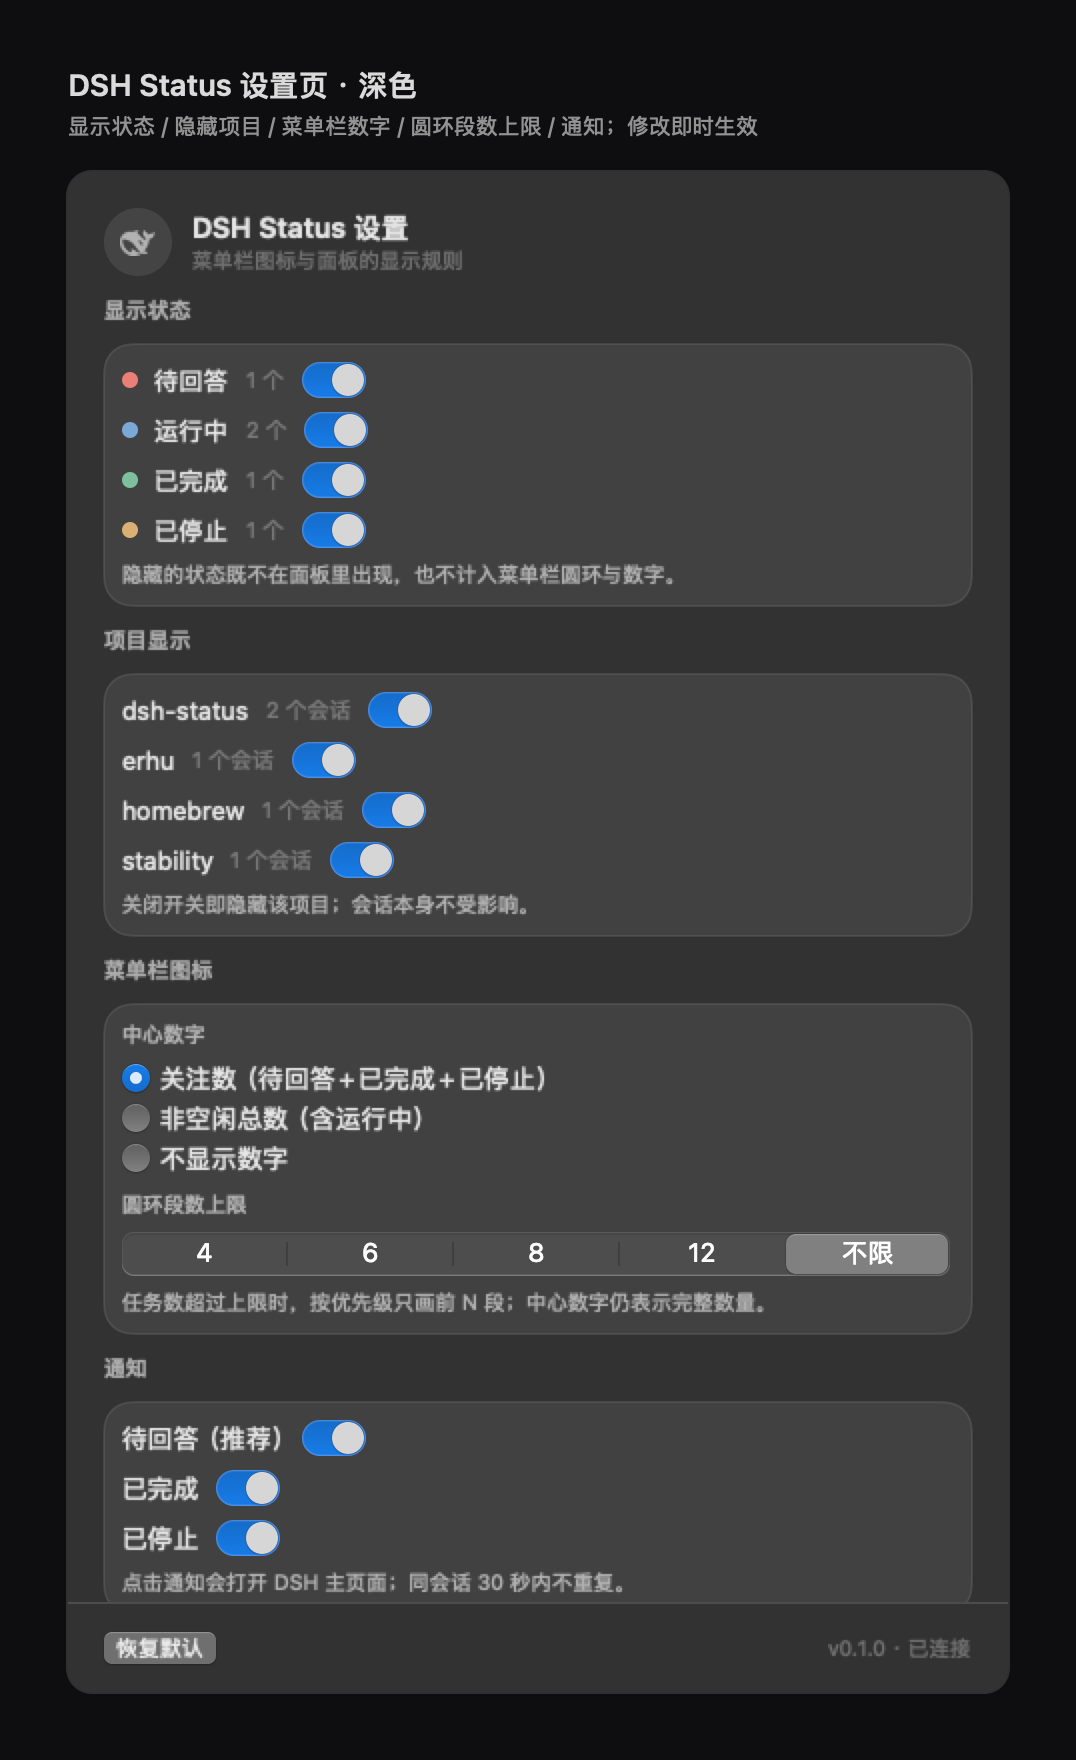 DSH Status 设置页 · 深色
显示状态 / 隐藏项目 / 菜单栏数字 / 圆环段数上限 / 通知；修改即时生效
DSH Status 设置
菜单栏图标与面板的显示规则
显示状态
待回答 1 个
运行中 2 个
已完成 1 个
已停止 1 个
隐藏的状态既不在面板里出现，也不计入菜单栏圆环与数字。
项目显示
dsh-status 2 个会话
erhu 1 个会话
homebrew 1 个会话
stability 1 个会话
关闭开关即隐藏该项目；会话本身不受影响。
菜单栏图标
中心数字
关注数（待回答+已完成+已停止）
非空闲总数（含运行中）
不显示数字
圆环段数上限
4 6 8 12 不限
任务数超过上限时，按优先级只画前 N 段；中心数字仍表示完整数量。
通知
待回答（推荐）
已完成
已停止
点击通知会打开 DSH 主页面；同会话 30 秒内不重复。
恢复默认 v0.1.0 · 已连接